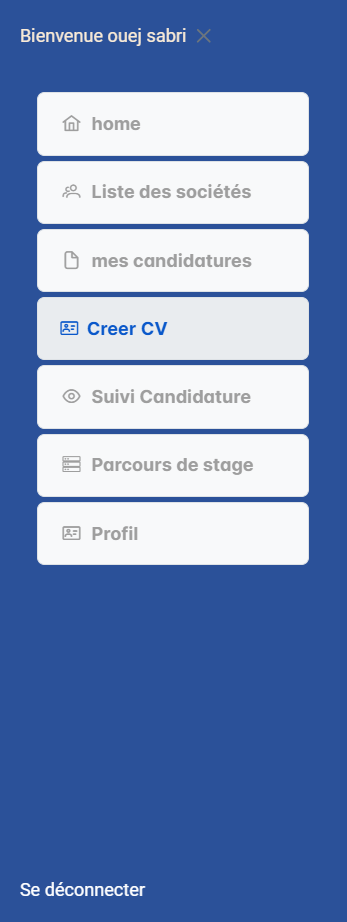 Bienvenue ouej sabri
home
Liste des sociétés
mes candidatures
Creer CV
Suivi Candidature
Parcours de stage
Profil
Se déconnecter